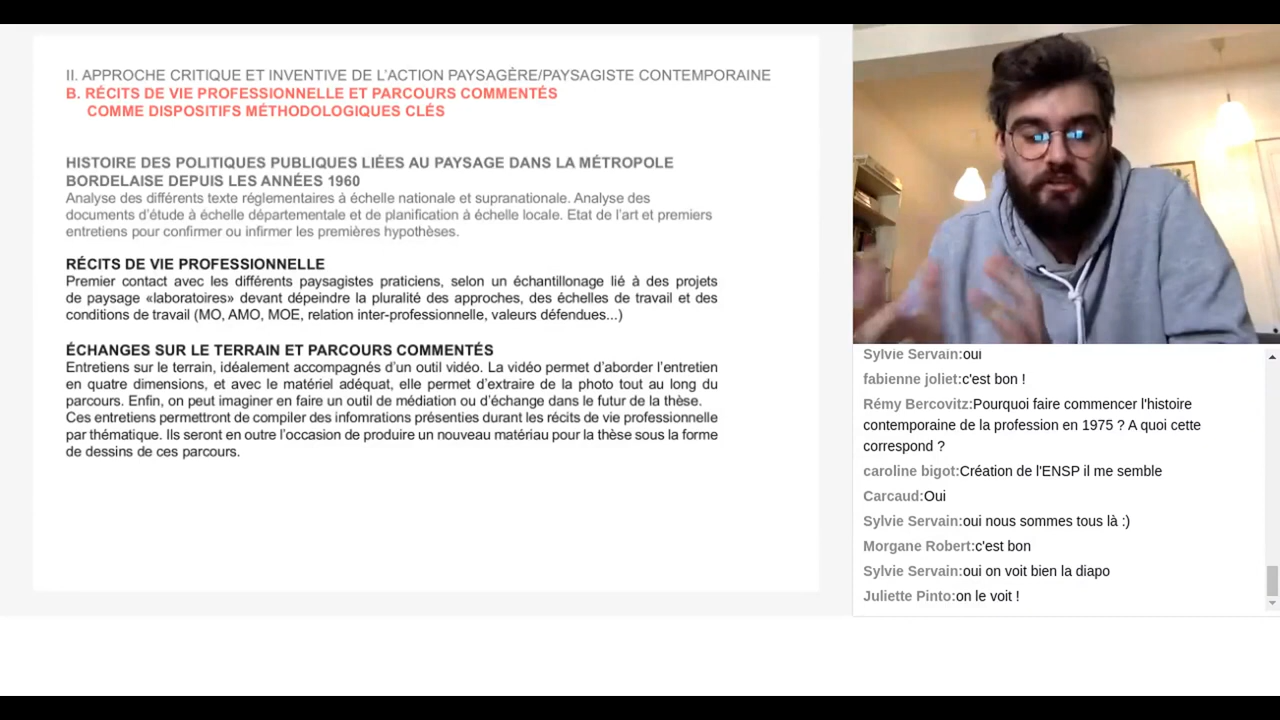 II. APPROCHE CRITIQUE ET INVENTIVE DE L'ACTION PAYSAGÈRE/PAYSAGISTE CONTEMPORAINE
B. RÉCITS DE VIE PROFESSIONNELLE ET PARCOURS COMMENTÉS
COMME DISPOSITIFS MÉTHODOLOGIQUES CLÉS
HISTOIRE DES POLITIQUES PUBLIQUES LIÉES AU PAYSAGE DANS LA MÉTROPOLE
BORDELAISE DEPUIS LES ANNÉES 1960
Analyse des différents texte réglementaires à échelle nationale et supranationale. Analyse des
documents d'étude à échelle départementale et de planification à échelle locale. Etat de l'art et premiers
entretiens pour confirmer ou infirmer les premières hypothèses.
RÉCITS DE VIE PROFESSIONNELLE
Premier contact avec les différents paysagistes praticiens, selon un échantillonage lié à des projets
de paysage «laboratoires» devant dépeindre la pluralité des approches, des échelles de travail et des
conditions de travail (MO, AMO, MOE, relation inter-professionnelle, valeurs défendues...)
ÉCHANGES SUR LE TERRAIN ET PARCOURS COMMENTÉS
Entretiens sur le terrain, idéalement accompagnés d'un outil vidéo. La vidéo permet d'aborder l'entretien
en quatre dimensions, et avec le matériel adéquat, elle permet d'extraire de la photo tout au long du
parcours. Enfin, on peut imaginer en faire un outil de médiation ou d'échange dans le futur de la thèse.
Ces entretiens permettront de compiler des infomrations présenties durant les récits de vie professionnelle
par thématique. Ils seront en outre l'occasion de produire un nouveau matériau pour la thèse sous la forme
de dessins de ces parcours.
Sylvie Servain:oui
fabienne joliet:c'est bon !
Rémy Bercovitz:Pourquoi faire commencer l'histoire
contemporaine de la profession en 1975 ? A quoi cette
correspond ?
caroline bigot:Création de l'ENSP il me semble
Carcaud:Oui
Sylvie Servain:oui nous sommes tous là :)
Morgane Robert:c'est bon
Sylvie Servain:oui on voit bien la diapo
Juliette Pinto:on le voit !